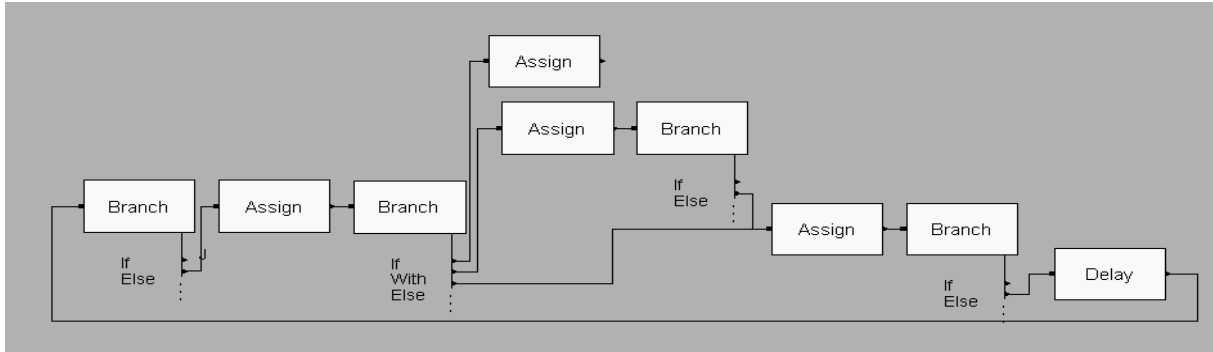 Assign
Assign
Branch
Branch
Assign
Branch
If
Else
Assign
Branch
If
Else
If
With
Else
Delay
If
Else